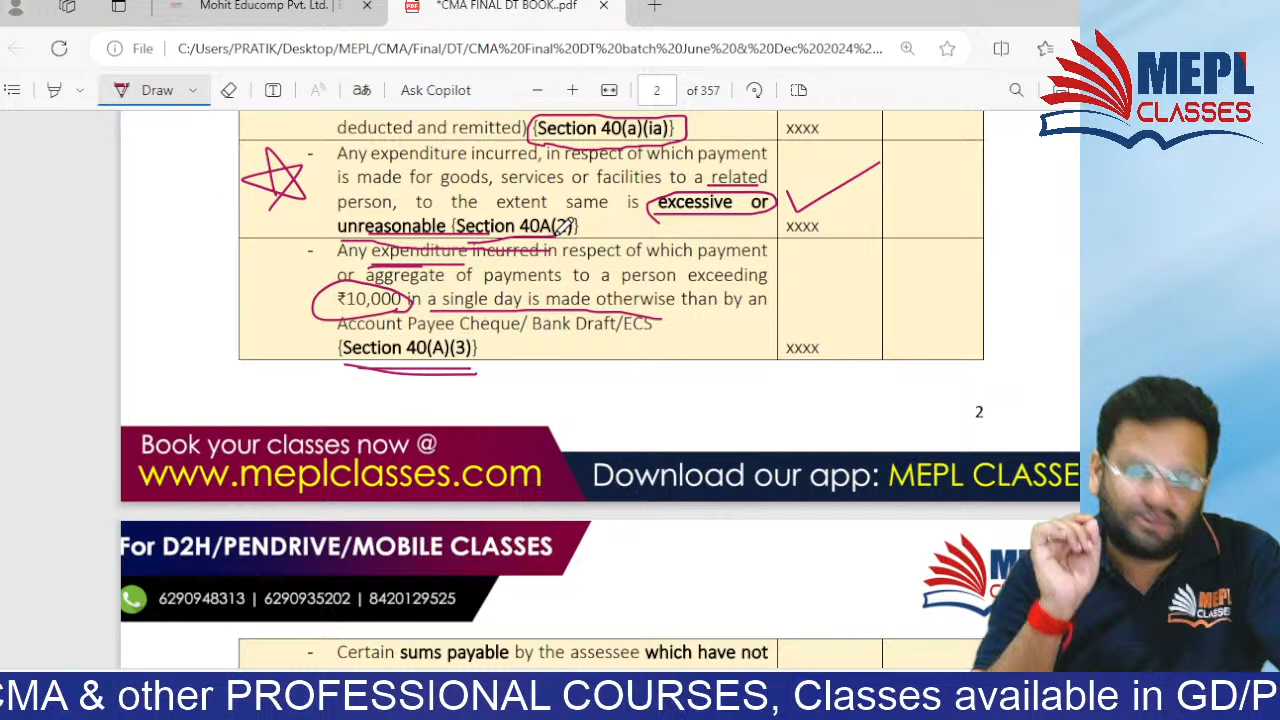 Mohit Educomp Pvt. Ltd. | E
*CMA FINAL DT BOOK..pdf
File
C:/Users/PRATIK/Desktop/MEPL/CMA/Final/DT/CMA%20Final%20DT%20batch%20June%20&%20Dec%202024%2...
Draw
Ask Copilot
2 of 357
MEPL
CLASSES
deducted and remitted) {Section 40(a)(ia)} xxxx
- Any expenditure incurred, in respect of which payment
is made for goods, services or facilities to a related
person, to the extent same is excessive or
unreasonable {Section 40A(2)} xxxx
- Any expenditure incurred in respect of which payment
or aggregate of payments to a person exceeding
₹10,000 in a single day is made otherwise than by an
Account Payee Cheque/ Bank Draft/ECS
{Section 40(A)(3)} xxxx
2
Book your classes now @
www.meplclasses.com
Download our app: MEPL CLASSE
For D2H/PENDRIVE/MOBILE CLASSES
6290948313 | 6290935202 | 8420129525
- Certain sums payable by the assessee which have not
MEPL
CLASSES
CMA & other PROFESSIONAL COURSES, Classes available in GD/P